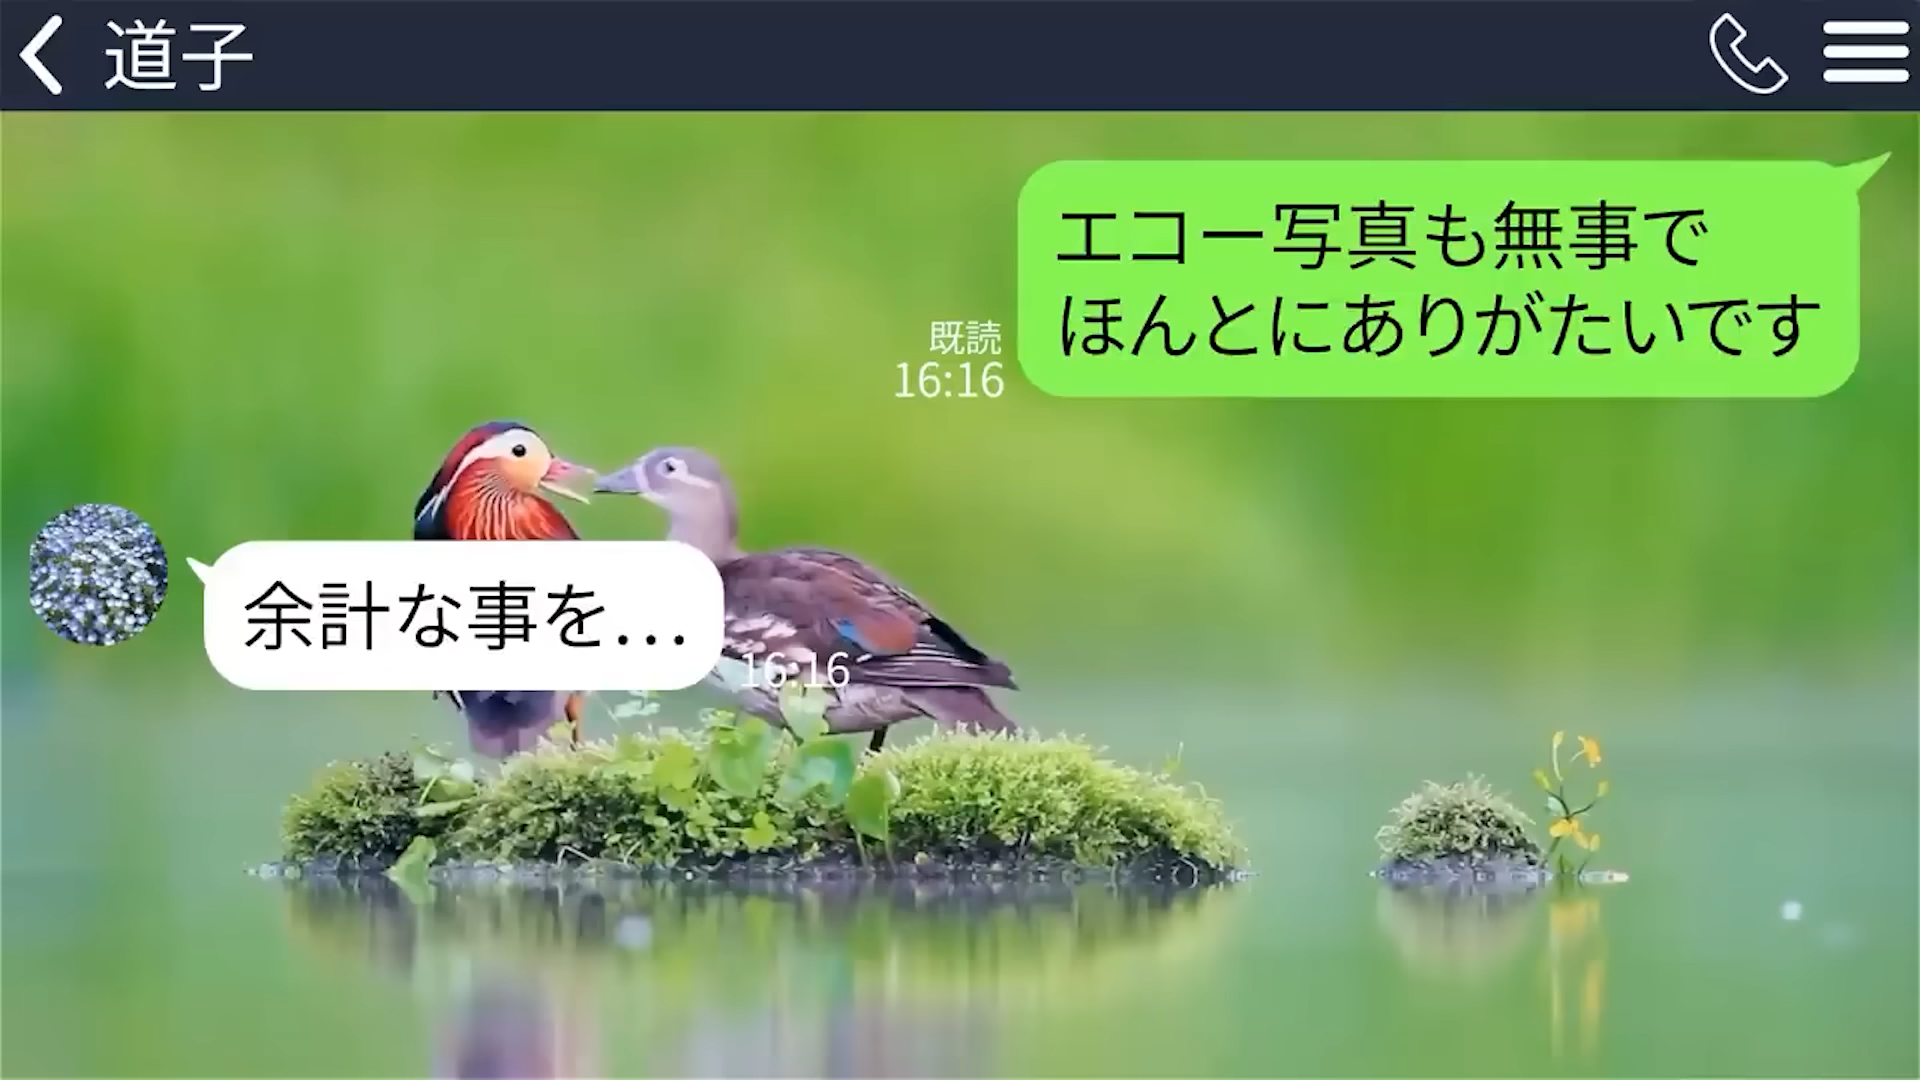 道子
エコー写真も無事で
ほんとにありがたいです
既読
16:16
余計な事を...
16:16